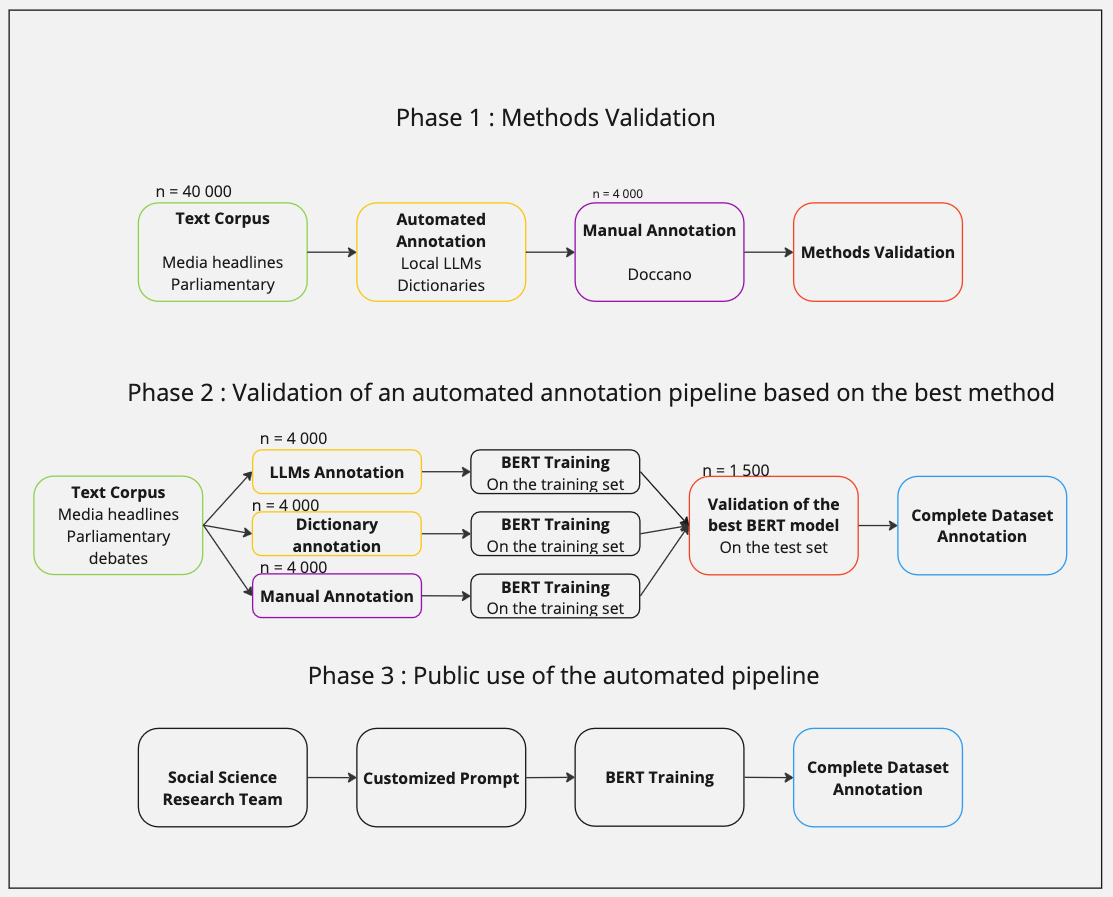 Phase 1 : Methods Validation
n = 40 000
Text Corpus
Media headlines
Parliamentary
Automated
Annotation
Local LLMs
Dictionaries
n = 4 000
Manual Annotation
Doccano
Methods Validation
Phase 2 : Validation of an automated annotation pipeline based on the best method
Text Corpus
Media headlines
Parliamentary
debates
n = 4 000
LLMs Annotation
n = 4 000
Dictionary
annotation
n = 4 000
Manual Annotation
BERT Training
On the training set
BERT Training
On the training set
BERT Training
On the training set
n = 1 500
Validation of the
best BERT model
On the test set
Complete Dataset
Annotation
Phase 3 : Public use of the automated pipeline
Social Science
Research Team
Customized Prompt
BERT Training
Complete Dataset
Annotation